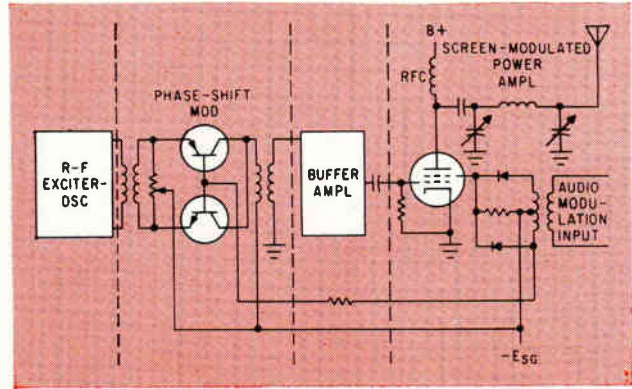 B+
SCREEN-MODULATED
POWER
AMPL
RFC
PHASE-SHIFT
MOD
R-F
EXCITER-
OSC
BUFFER
AMPL
AUDIO
MODU-
LATION
INPUT
-ESG